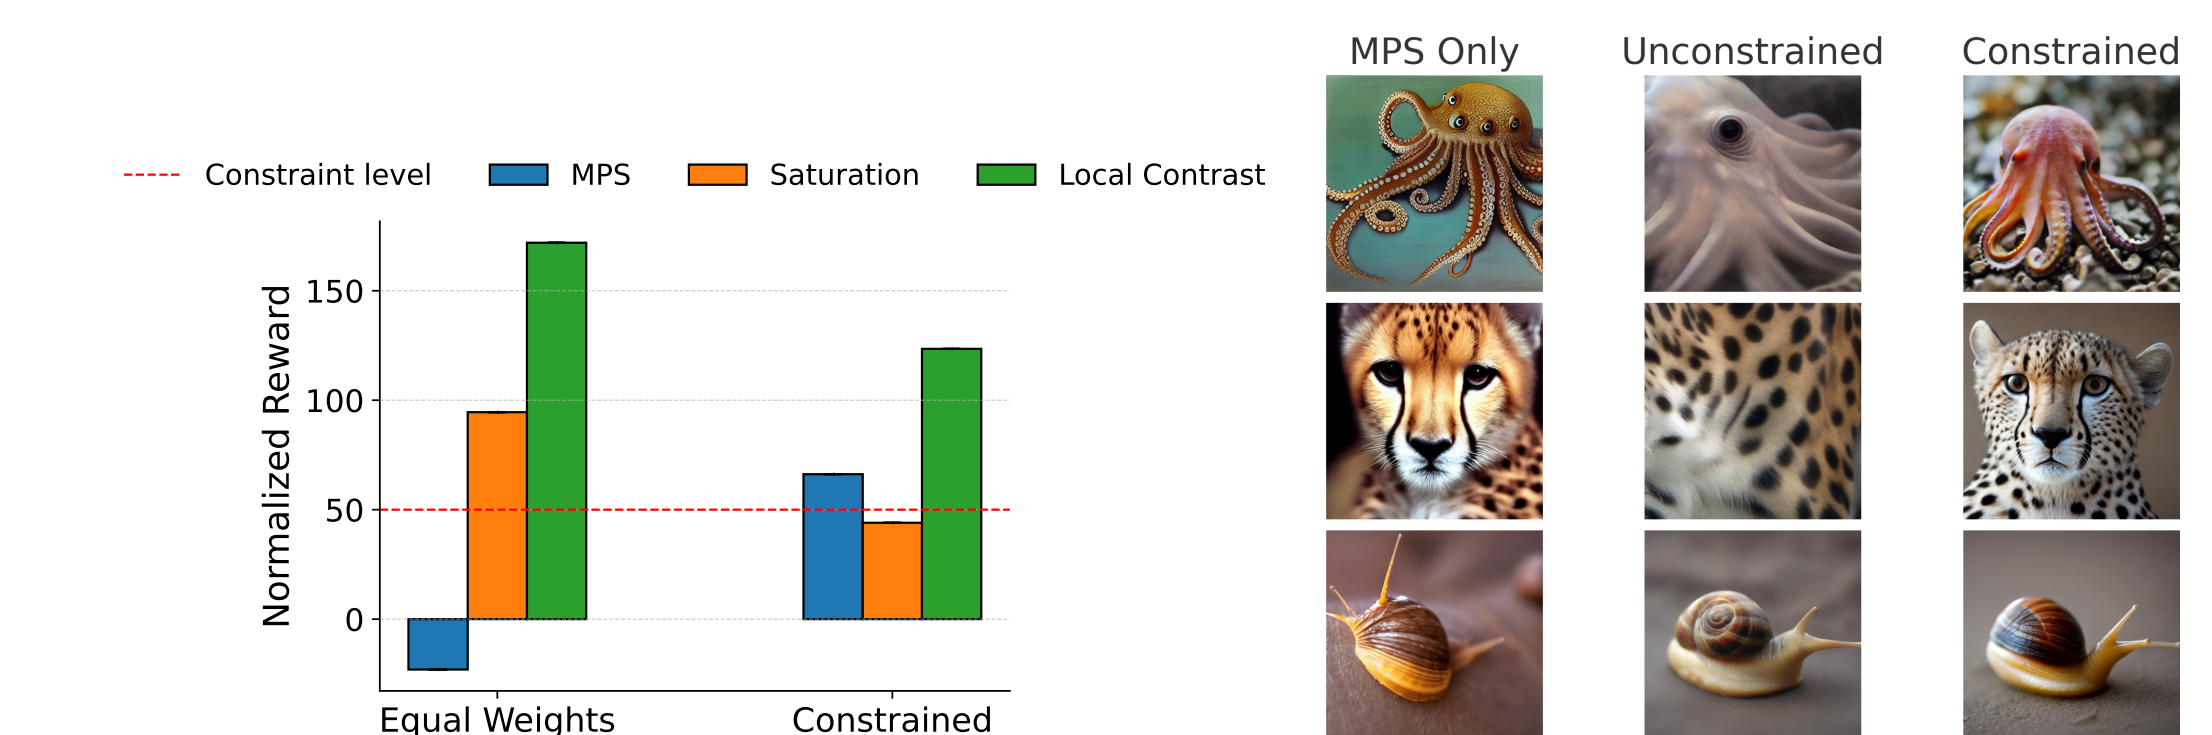 Constraint level
MPS
Saturation
Local Contrast
Normalized Reward
150
100
50
0
Equal Weights
Constrained
MPS Only
Unconstrained
Constrained